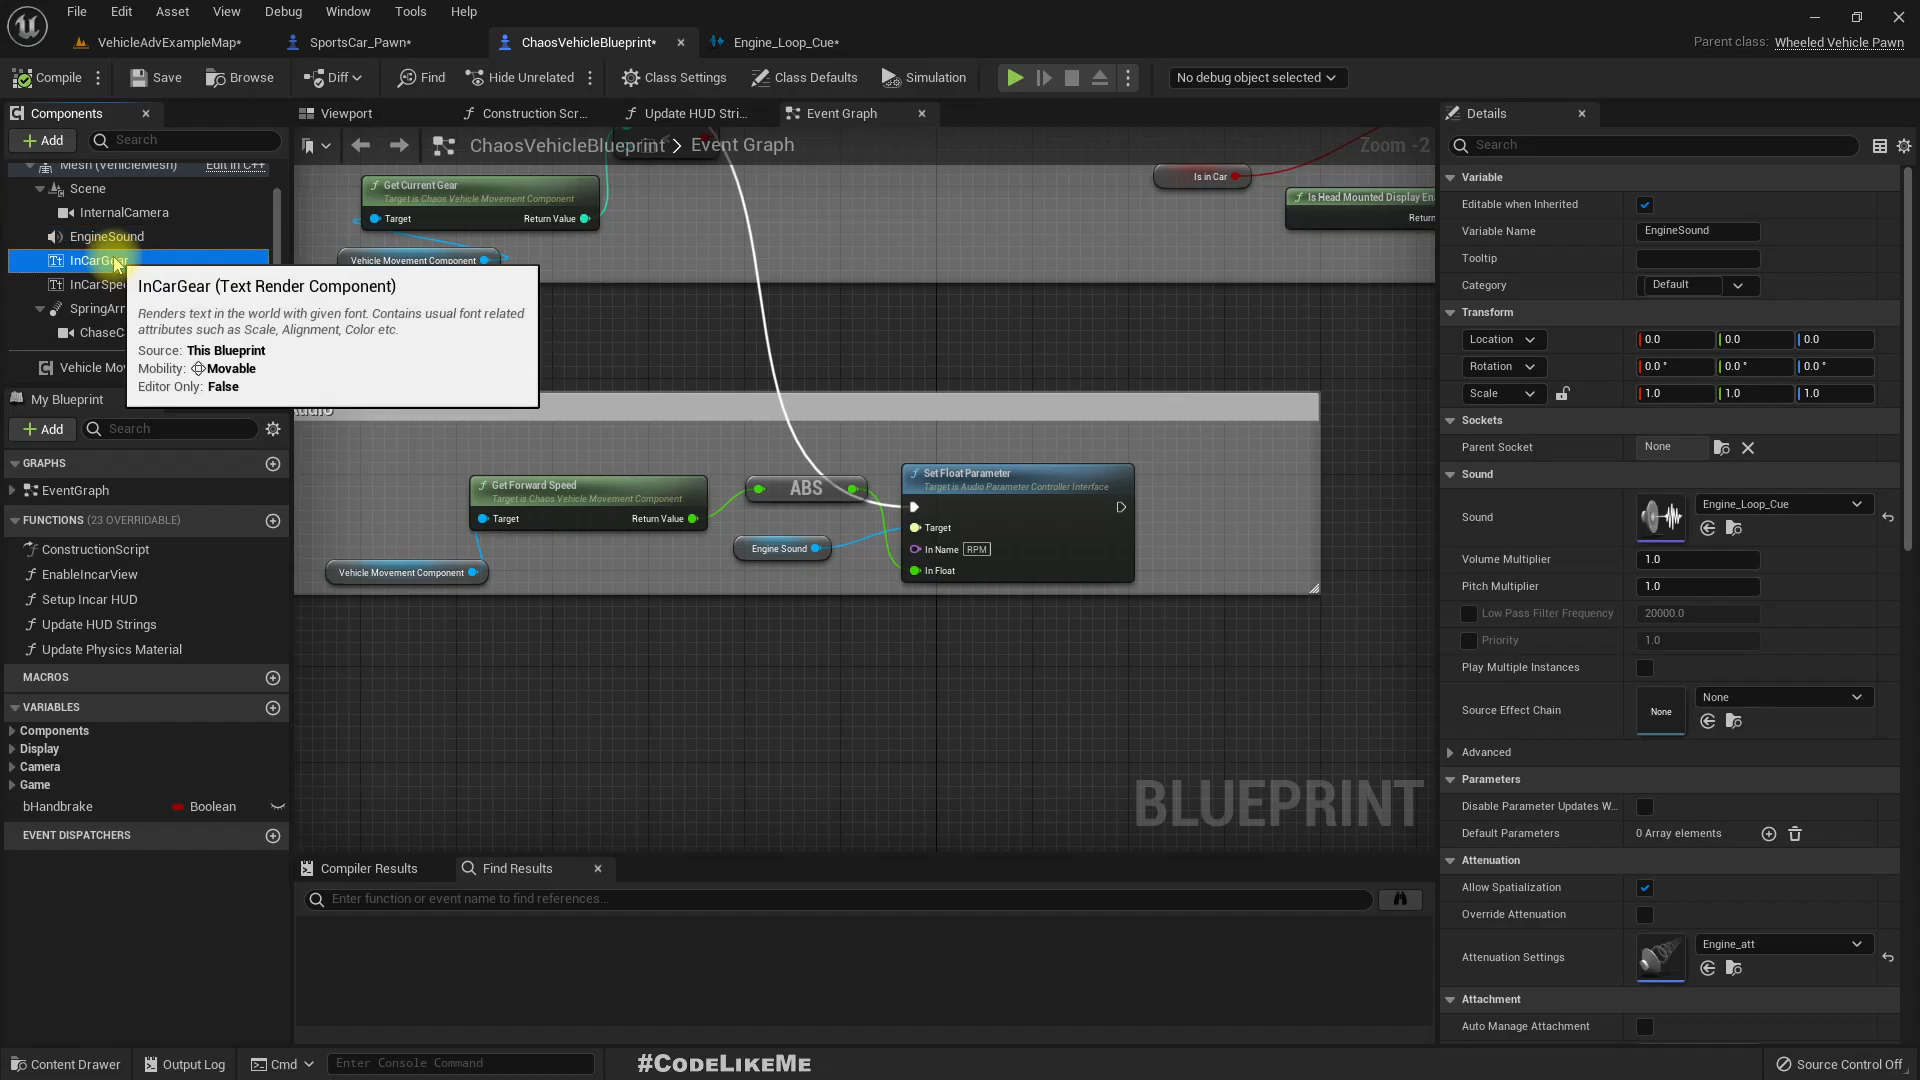 File Edit Asset View Debug Window Tools Help
VehicleAdvExampleMap* SportsCar_Pawn* ChaosVehicleBlueprint* Engine_Loop_Cue*
Parent class: Wheeled Vehicle Pawn
Compile Save Browse Diff Find Hide Unrelated Class Settings Class Defaults Simulation No debug object selected
Components
Add Search
Mesh (VehicleMesh) Edit in C++
Scene
InternalCamera
EngineSound
InCarGear
InCarSpe
SpringArm
ChaseC
Vehicle Mo
InCarGear (Text Render Component)
Renders text in the world with given font. Contains usual font related
attributes such as Scale, Alignment, Color etc.
Source: This Blueprint
Mobility: Movable
Editor Only: False
My Blueprint
Add Search
GRAPHS
EventGraph
FUNCTIONS (23 OVERRIDABLE)
ConstructionScript
EnableIncarView
Setup Incar HUD
Update HUD Strings
Update Physics Material
MACROS
VARIABLES
Components
Display
Camera
Game
bHandbrake Boolean
EVENT DISPATCHERS
Viewport Construction Scr... Update HUD Stri... Event Graph
ChaosVehicleBlueprint > Event Graph Zoom -2
Get Current Gear
Target is Chaos Vehicle Movement Component
Target Return Value
Vehicle Movement Component
Is in Car
Is Head Mounted Display En
Return
Audio
Get Forward Speed
Target is Chaos Vehicle Movement Component
Target Return Value
Vehicle Movement Component
ABS
Engine Sound
Set Float Parameter
Target is Audio Parameter Controller Interface
Target
In Name RPM
In Float
BLUEPRINT
Compiler Results Find Results
Enter function or event name to find references...
Details
Search
Variable
Editable when Inherited
Variable Name EngineSound
Tooltip
Category Default
Transform
Location 0.0 0.0 0.0
Rotation 0.0 ° 0.0 ° 0.0 °
Scale 1.0 1.0 1.0
Sockets
Parent Socket None
Sound
Sound Engine_Loop_Cue
Volume Multiplier 1.0
Pitch Multiplier 1.0
Low Pass Filter Frequency 20000.0
Priority 1.0
Play Multiple Instances
Source Effect Chain None None
Advanced
Parameters
Disable Parameter Updates W...
Default Parameters 0 Array elements
Attenuation
Allow Spatialization
Override Attenuation
Attenuation Settings Engine_att
Attachment
Auto Manage Attachment
Content Drawer Output Log Cmd Enter Console Command #CodeLikeMe Source Control Off